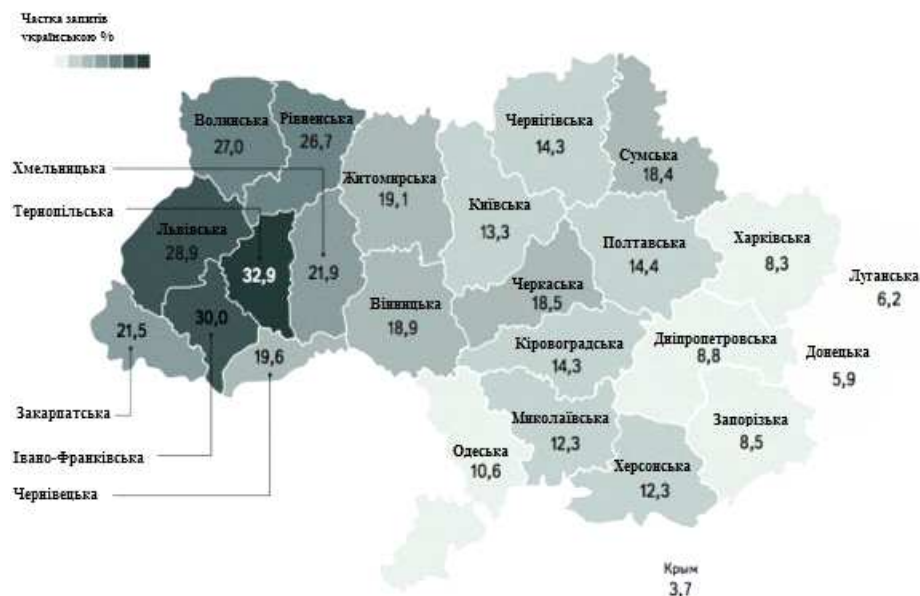 Частка запитів
українською %
Волинська
27,0
Рівненська
26,7
Хмельницька
Тернопільська
Житомирська
19,1
Чернігівська
14,3
Сумська
18,4
Київська
13,3
Львівська
28,9
32,9
21,9
Вінницька
18,9
Черкаська
18,5
Полтавська
14,4
Харківська
8,3
Луганська
6,2
21,5
30,0
19,6
Кіровоградська
14,3
Дніпропетровська
8,8
Донецька
5,9
Закарпатська
Івано-Франківська
Чернівецька
Одеська
10,6
Миколаївська
12,3
Херсонська
12,3
Запорізька
8,5
Крым
3,7